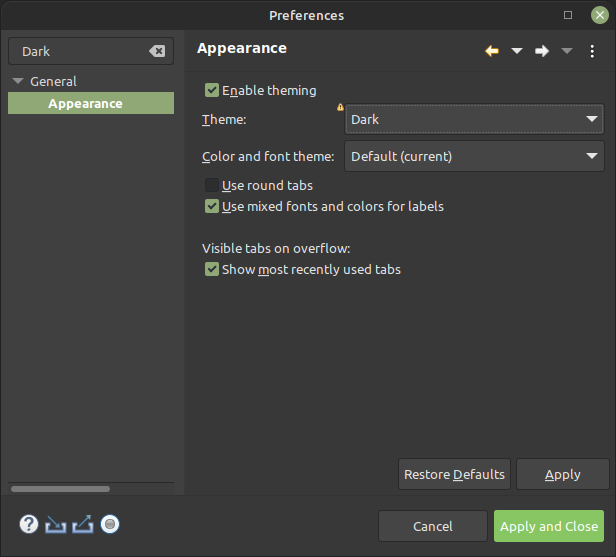 Preferences
Dark
General
Appearance
Appearance
Enable theming
Theme:
Dark
Color and font theme:
Default (current)
Use round tabs
Use mixed fonts and colors for labels
Visible tabs on overflow:
Show most recently used tabs
Restore Defaults
Apply
?
Cancel
Apply and Close